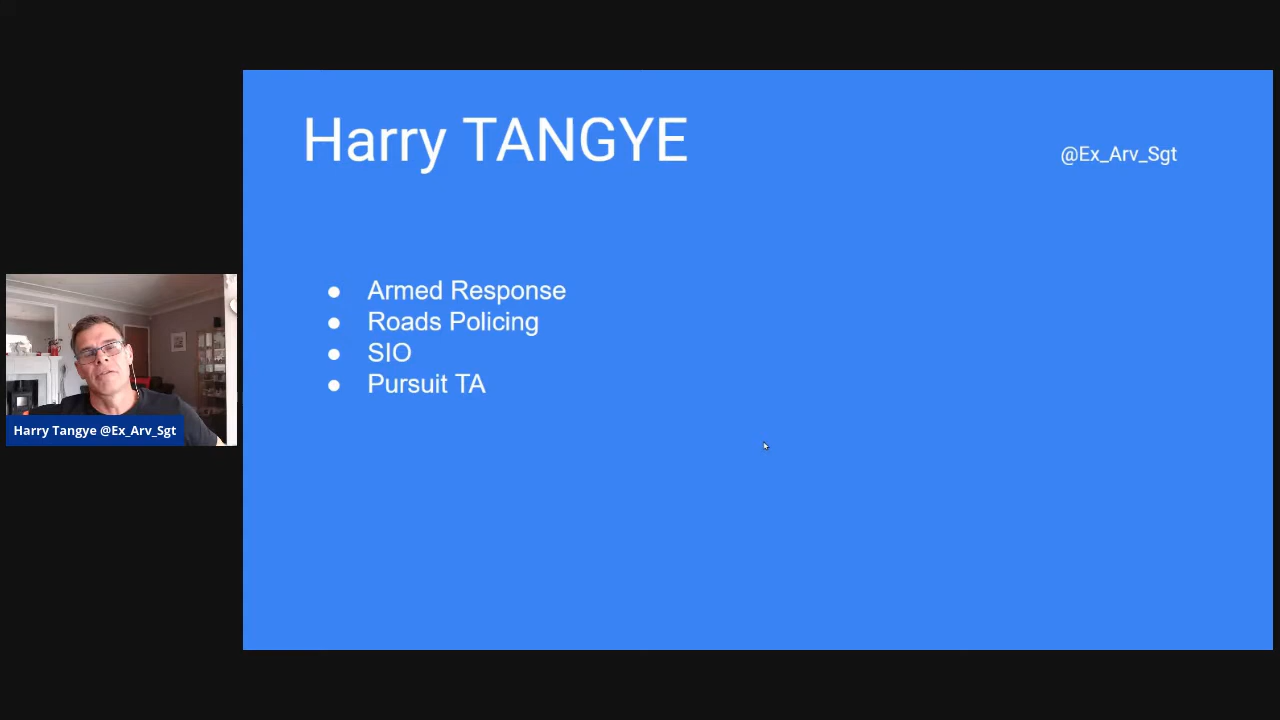 Harry TANGYE
@Ex_Arv_Sgt
Armed Response
Roads Policing
SIO
Pursuit TA
Harry Tangye @Ex_Arv_Sgt